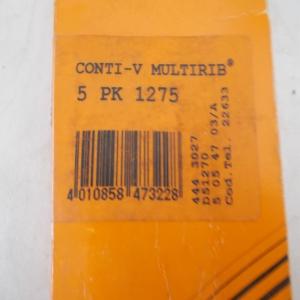 CONTI-V MULTIRIB®
5 PK 1275
4 010858 473228
444 3027
D51270
5 05 47 03/A
Cod.Tel. 22633